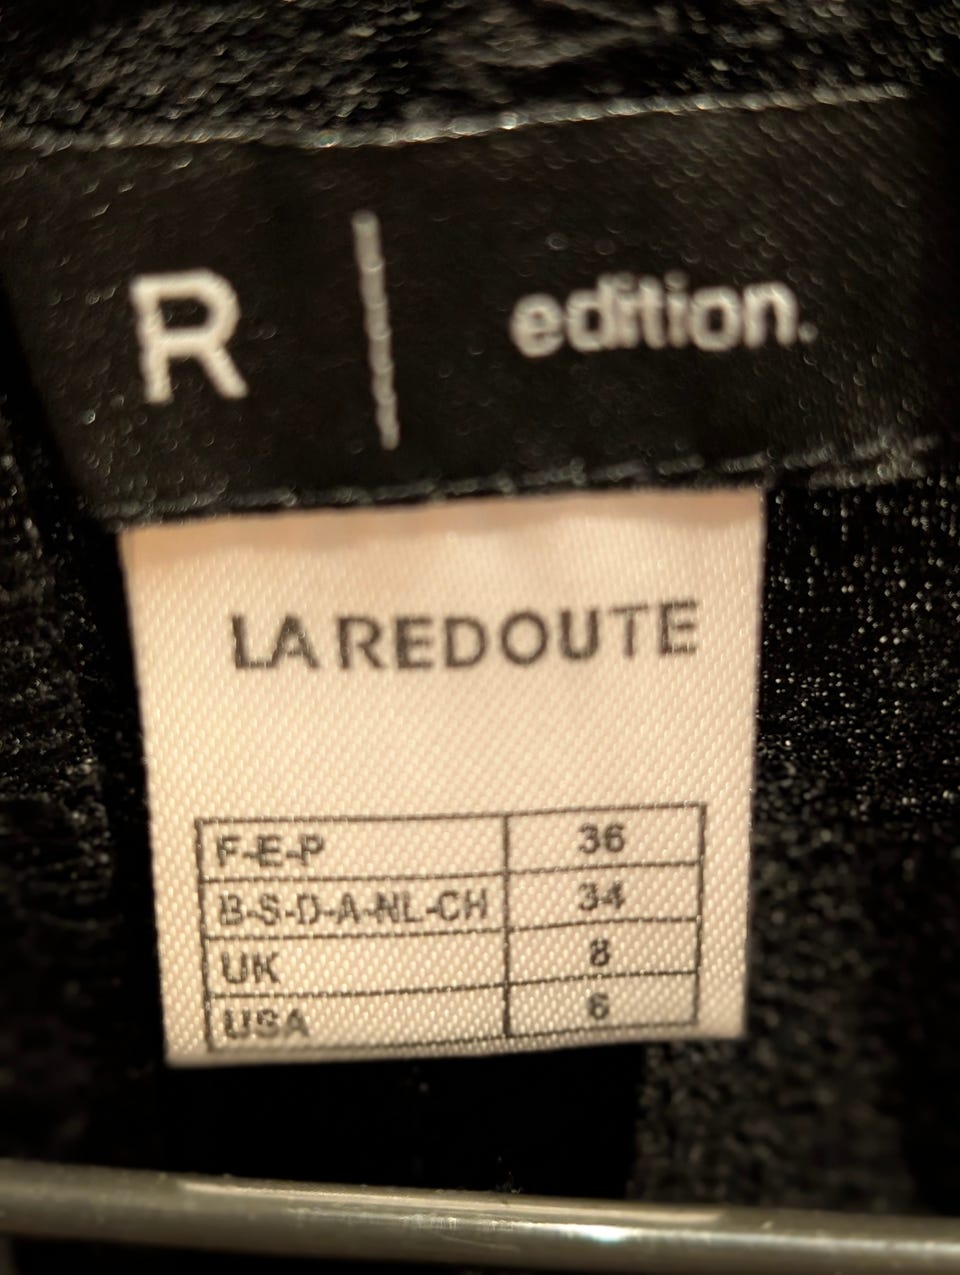 R | edition.
LA REDOUTE
F-E-P 36
B-S-D-A-NL-CH 34
UK 8
USA 6